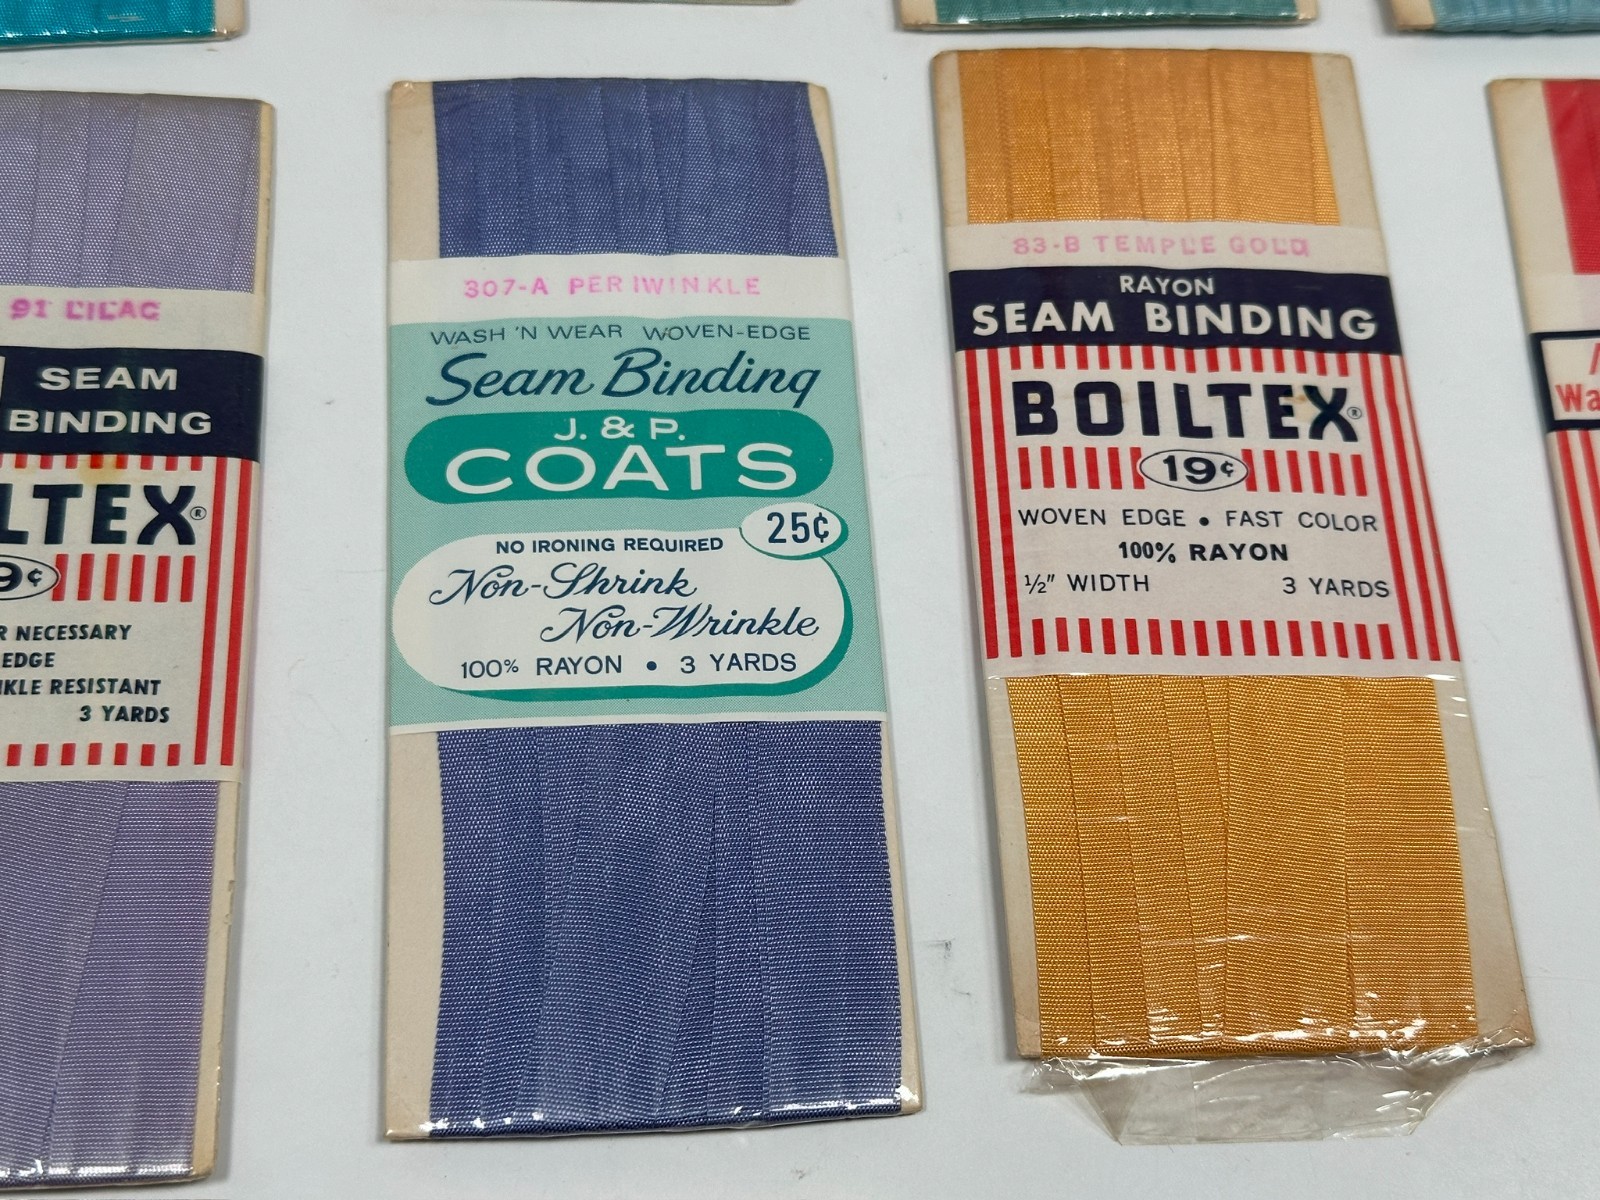 91 LILAC
SEAM
BINDING
LTEX®
9¢
R NECESSARY
EDGE
KLE RESISTANT
3 YARDS
307-A PERIWINKLE
WASH 'N WEAR WOVEN-EDGE
Seam Binding
J. & P.
COATS
25¢
NO IRONING REQUIRED
Non-Shrink
Non-Wrinkle
100% RAYON • 3 YARDS
83-B TEMPLE GOLD
RAYON
SEAM BINDING
BOILTEX®
19¢
WOVEN EDGE • FAST COLOR
100% RAYON
½" WIDTH 3 YARDS
Wa